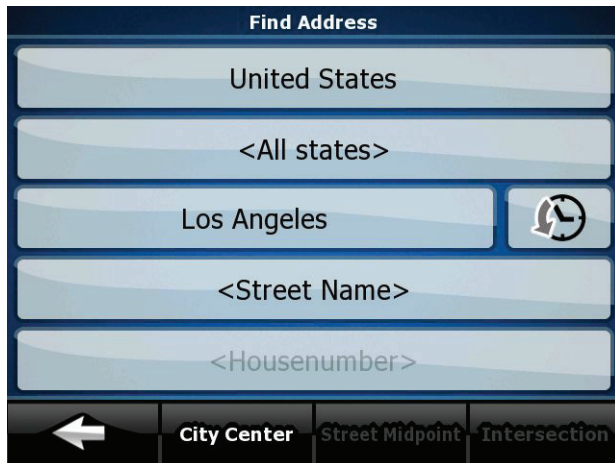 Find Address
United States
<All states>
Los Angeles
<Street Name>
<Housenumber>
City Center Street Midpoint Intersection